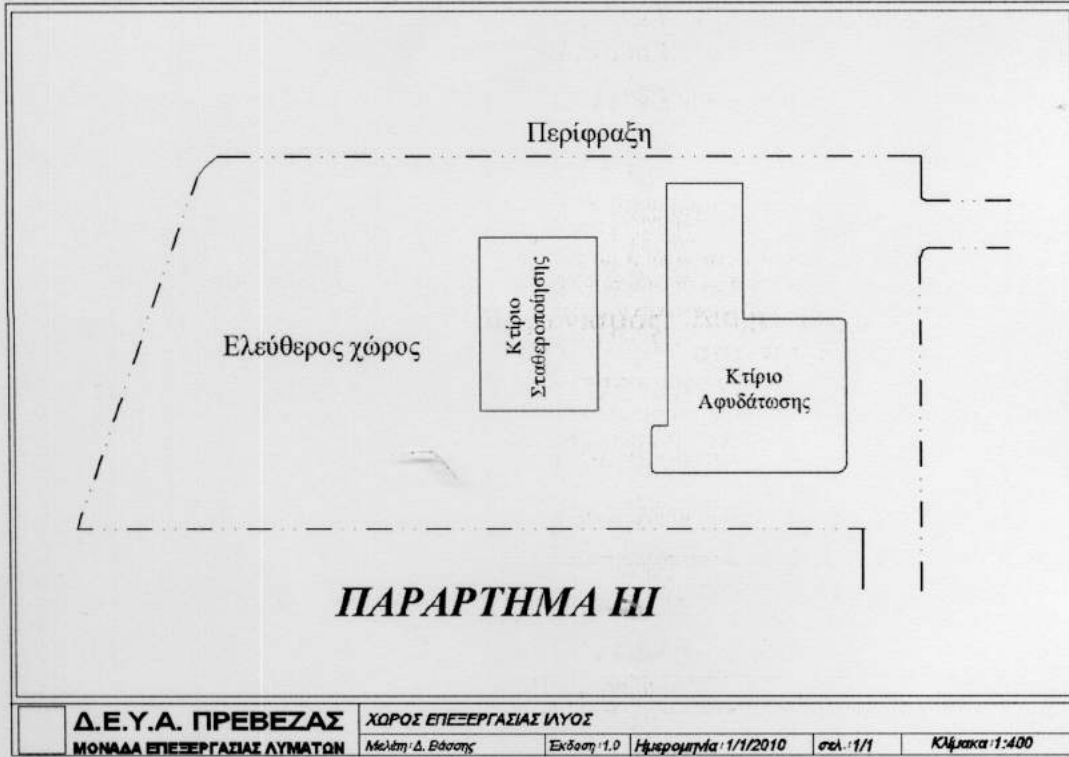 Περίφραξη
Κτίριο
Σταθεροποίησης
Ελεύθερος χώρος
Κτίριο
Αφυδάτωσης
ΠΑΡΑΡΤΗΜΑ ΗΙ
Δ.Ε.Υ.Α. ΠΡΕΒΕΖΑΣ
ΜΟΝΑΔΑ ΕΠΕΞΕΡΓΑΣΙΑΣ ΛΥΜΑΤΩΝ
ΧΩΡΟΣ ΕΠΕΞΕΡΓΑΣΙΑΣ ΙΛΥΟΣ
Μελέτη: Δ. Βάσσης Έκδοση: 1.0 Ημερομηνία: 1/1/2010 σελ.: 1/1 Κλίμακα: 1:400